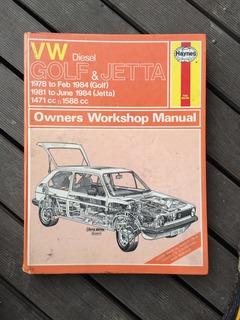 VW
Diesel
Haynes
GOLF & JETTA
1978 to Feb 1984 (Golf)
1981 to June 1984 (Jetta)
1471 cc 1588 cc
Owners Workshop Manual